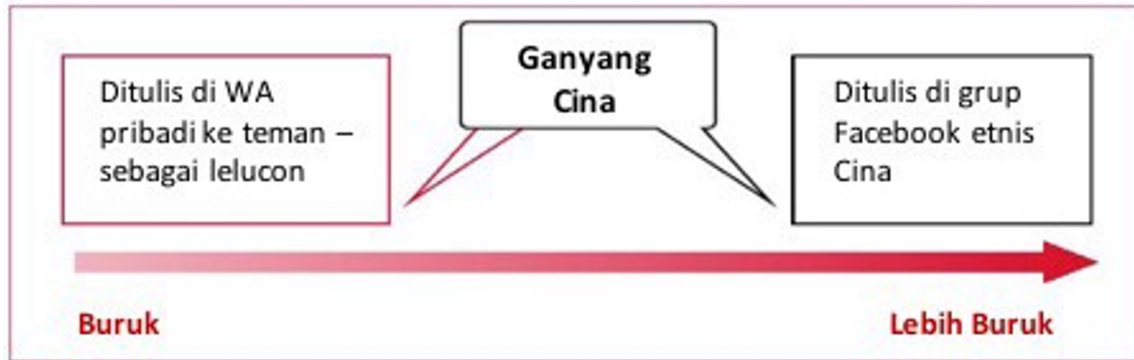 Ditulis di WA
pribadi ke teman –
sebagai lelucon
Ganyang
Cina
Ditulis di grup
Facebook etnis
Cina
Buruk
Lebih Buruk